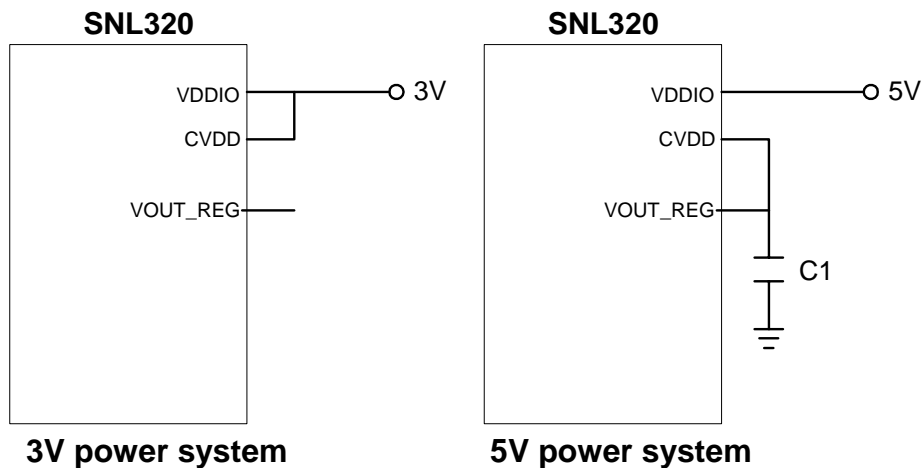 SNL320
VDDIO
3V
CVDD
VOUT_REG
3V power system
SNL320
VDDIO
5V
CVDD
VOUT_REG
C1
5V power system